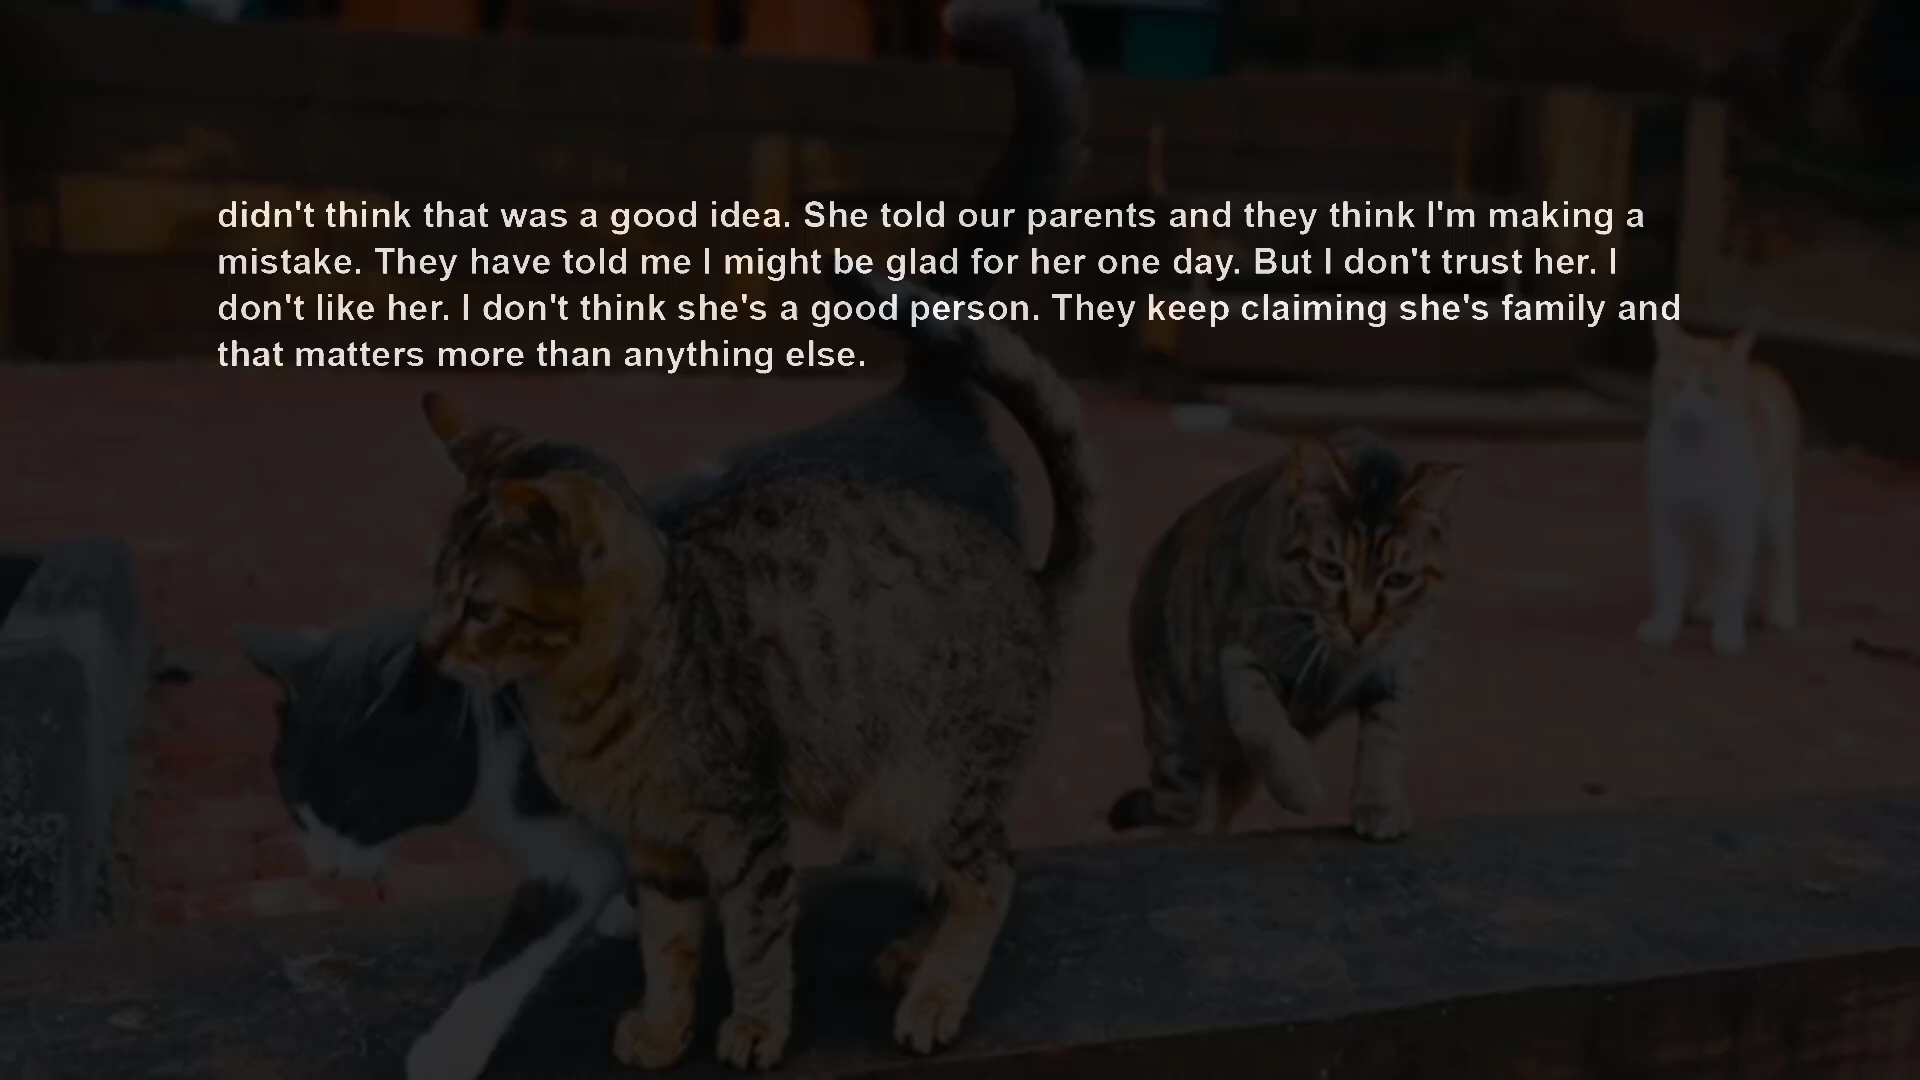 didn't think that was a good idea. She told our parents and they think I'm making a
mistake. They have told me I might be glad for her one day. But I don't trust her. I
don't like her. I don't think she's a good person. They keep claiming she's family and
that matters more than anything else.